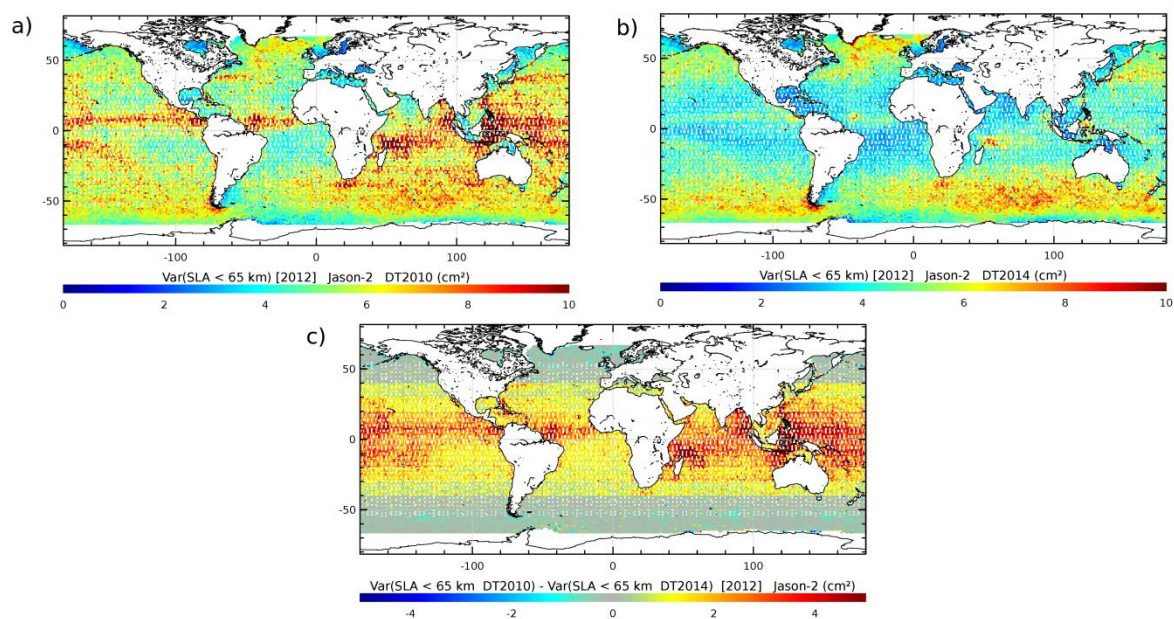 a)
50
0
-50
-100 0 100
Var(SLA < 65 km) [2012] Jason-2 DT2010 (cm²)
0 2 4 6 8 10
b)
50
0
-50
-100 0 100
Var(SLA < 65 km) [2012] Jason-2 DT2014 (cm²)
0 2 4 6 8 10
c)
50
0
-50
-100 0 100
Var(SLA < 65 km DT2010) - Var(SLA < 65 km DT2014) [2012] Jason-2 (cm²)
-4 -2 0 2 4